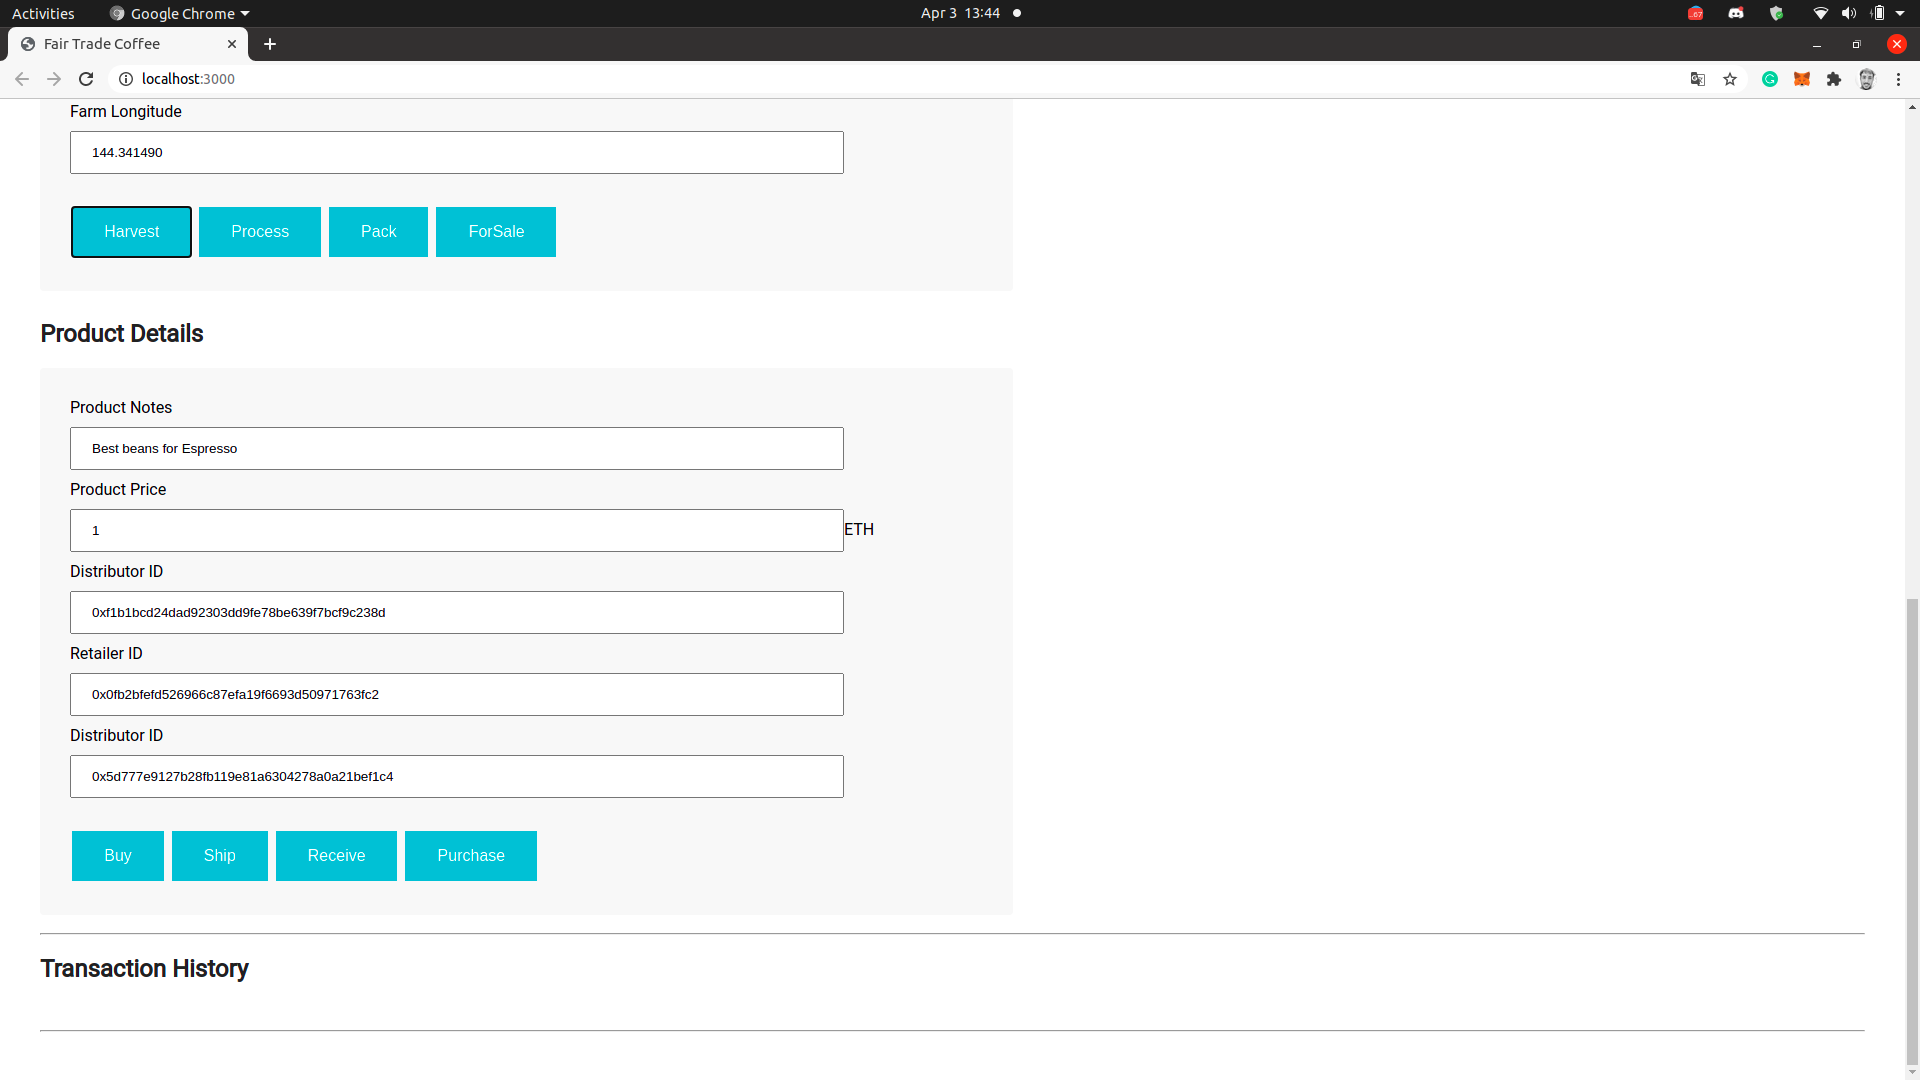 Activities
Google Chrome
Apr 3 13:44
Fair Trade Coffee
localhost:3000
Farm Longitude
144.341490
Harvest
Process
Pack
ForSale
Product Details
Product Notes
Best beans for Espresso
Product Price
1
ETH
Distributor ID
0xf1b1bcd24dad92303dd9fe78be639f7bcf9c238d
Retailer ID
0x0fb2bfefd526966c87efa19f6693d50971763fc2
Distributor ID
0x5d777e9127b28fb119e81a6304278a0a21bef1c4
Buy
Ship
Receive
Purchase
Transaction History